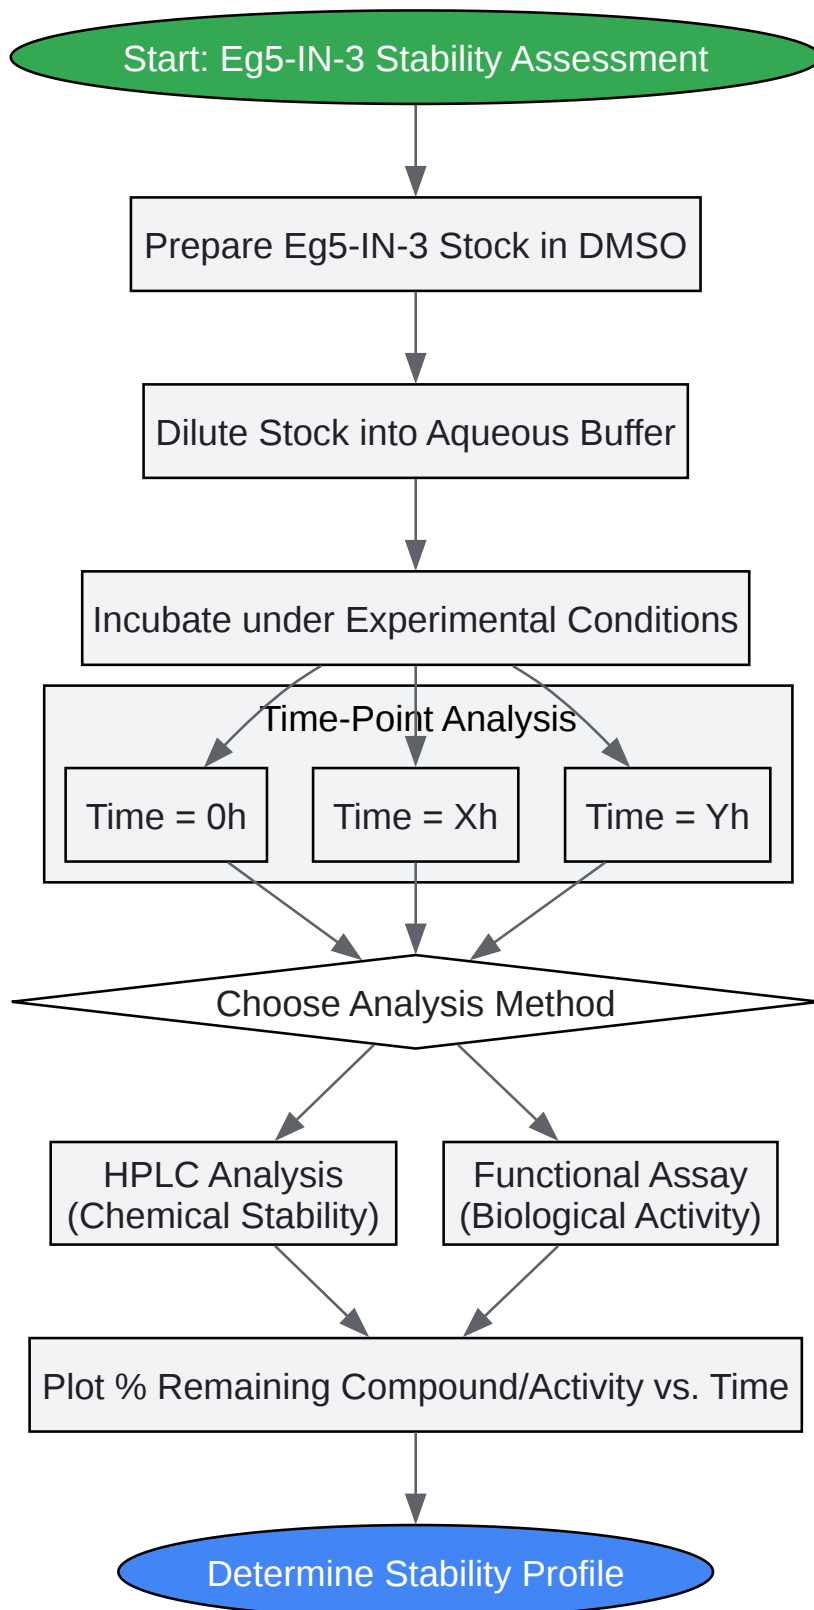 Start: Eg5-IN-3 Stability Assessment
Prepare Eg5-IN-3 Stock in DMSO
Dilute Stock into Aqueous Buffer
Incubate under Experimental Conditions
Time-Point Analysis
Time = 0h
Time = Xh
Time = Yh
Choose Analysis Method
HPLC Analysis
(Chemical Stability)
Functional Assay
(Biological Activity)
Plot % Remaining Compound/Activity vs. Time
Determine Stability Profile